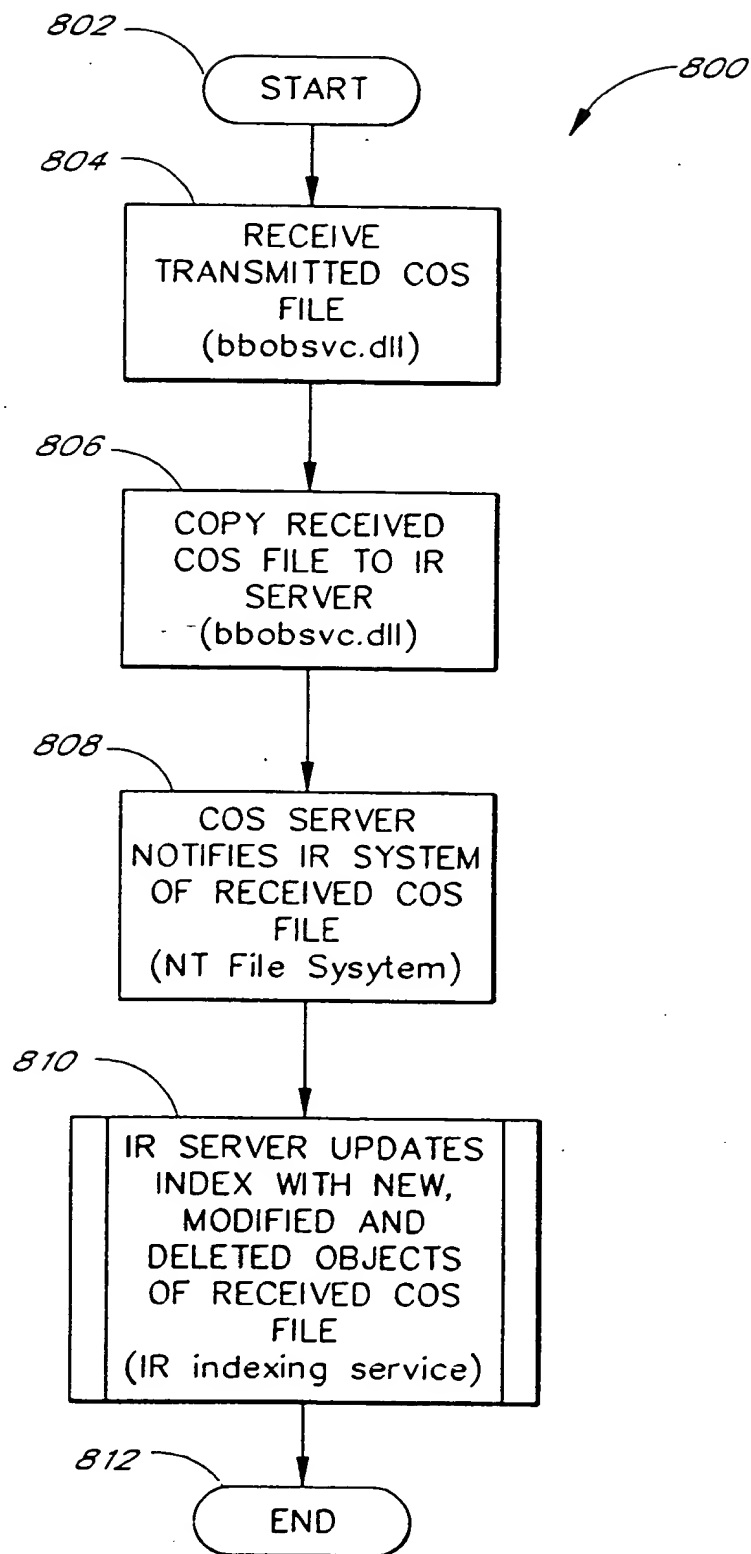 802
START
800
804
RECEIVE
TRANSMITTED COS
FILE
(bbobsvc.dll)
806
COPY RECEIVED
COS FILE TO IR
SERVER
(bbobsvc.dll)
808
COS SERVER
NOTIFIES IR SYSTEM
OF RECEIVED COS
FILE
(NT File Sysytem)
810
IR SERVER UPDATES
INDEX WITH NEW,
MODIFIED AND
DELETED OBJECTS
OF RECEIVED COS
FILE
(IR indexing service)
812
END